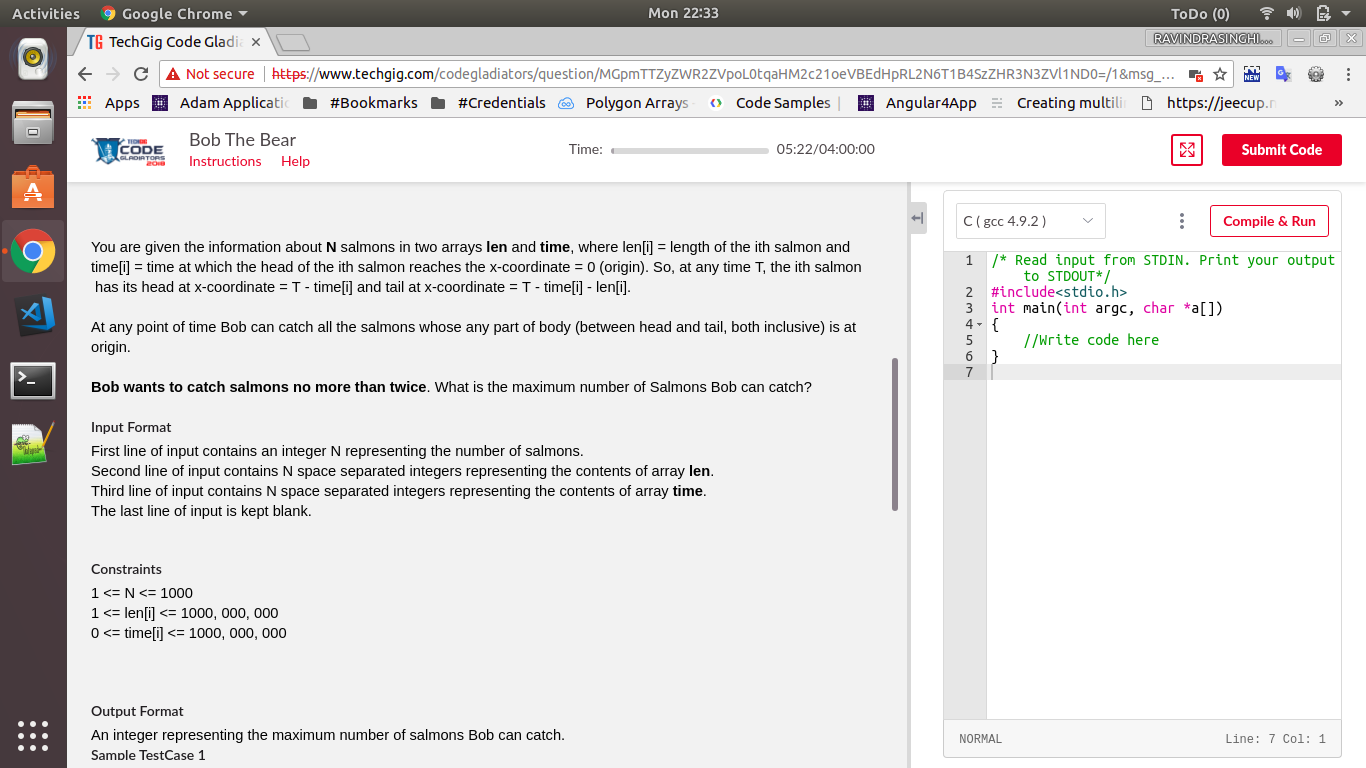 Activities Google Chrome Mon 22:33 ToDo (0)
TG TechGig Code Gladia RAVINDRASINGHI....
Not secure https://www.techgig.com/codegladiators/question/MGpmTTZyZWR2ZVpoL0tqaHM2c21oeVBEdHpRL2N6T1B4SzZHR3N3ZVl1ND0=/1&msg_... NEW
Apps Adam Applicatio #Bookmarks #Credentials Polygon Arrays Code Samples | Angular4App Creating multilin https://jeecup.n »
TECHGIG CODE GLADIATORS 2018
Bob The Bear
Instructions Help
Time: 05:22/04:00:00
Submit Code
You are given the information about N salmons in two arrays len and time, where len[i] = length of the ith salmon and
time[i] = time at which the head of the ith salmon reaches the x-coordinate = 0 (origin). So, at any time T, the ith salmon
has its head at x-coordinate = T - time[i] and tail at x-coordinate = T - time[i] - len[i].
At any point of time Bob can catch all the salmons whose any part of body (between head and tail, both inclusive) is at
origin.
Bob wants to catch salmons no more than twice. What is the maximum number of Salmons Bob can catch?
Input Format
First line of input contains an integer N representing the number of salmons.
Second line of input contains N space separated integers representing the contents of array len.
Third line of input contains N space separated integers representing the contents of array time.
The last line of input is kept blank.
Constraints
1 <= N <= 1000
1 <= len[i] <= 1000, 000, 000
0 <= time[i] <= 1000, 000, 000
Output Format
An integer representing the maximum number of salmons Bob can catch.
Sample TestCase 1
C ( gcc 4.9.2 )
Compile & Run
1 /* Read input from STDIN. Print your output
to STDOUT*/
2 #include<stdio.h>
3 int main(int argc, char *a[])
4 {
5 //Write code here
6 }
7
NORMAL Line: 7 Col: 1